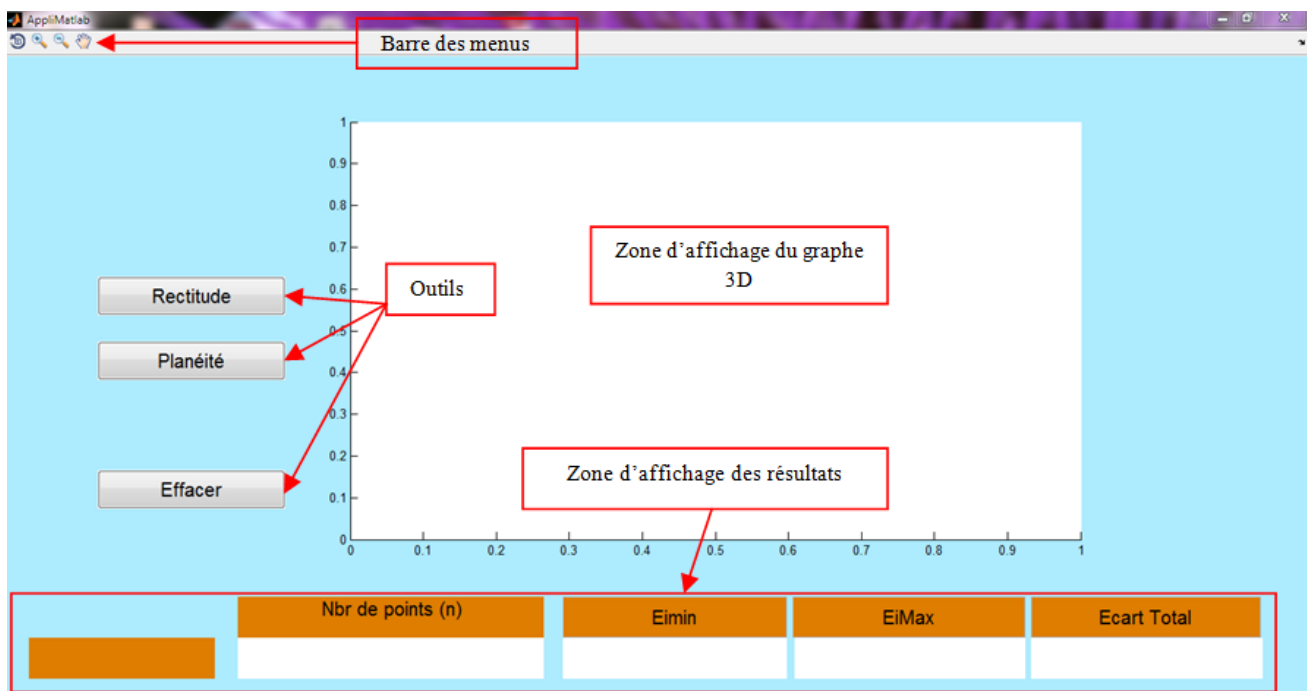 AppliMatlab
Barre des menus
1
0.9
0.8
0.7
0.6
0.5
0.4
0.3
0.2
0.1
0
0
0.1
0.2
0.3
0.4
0.5
0.6
0.7
0.8
0.9
1
Zone d'affichage du graphe
3D
Outils
Rectitude
Planéité
Effacer
Zone d'affichage des résultats
Nbr de points (n)
Eimin
EiMax
Ecart Total